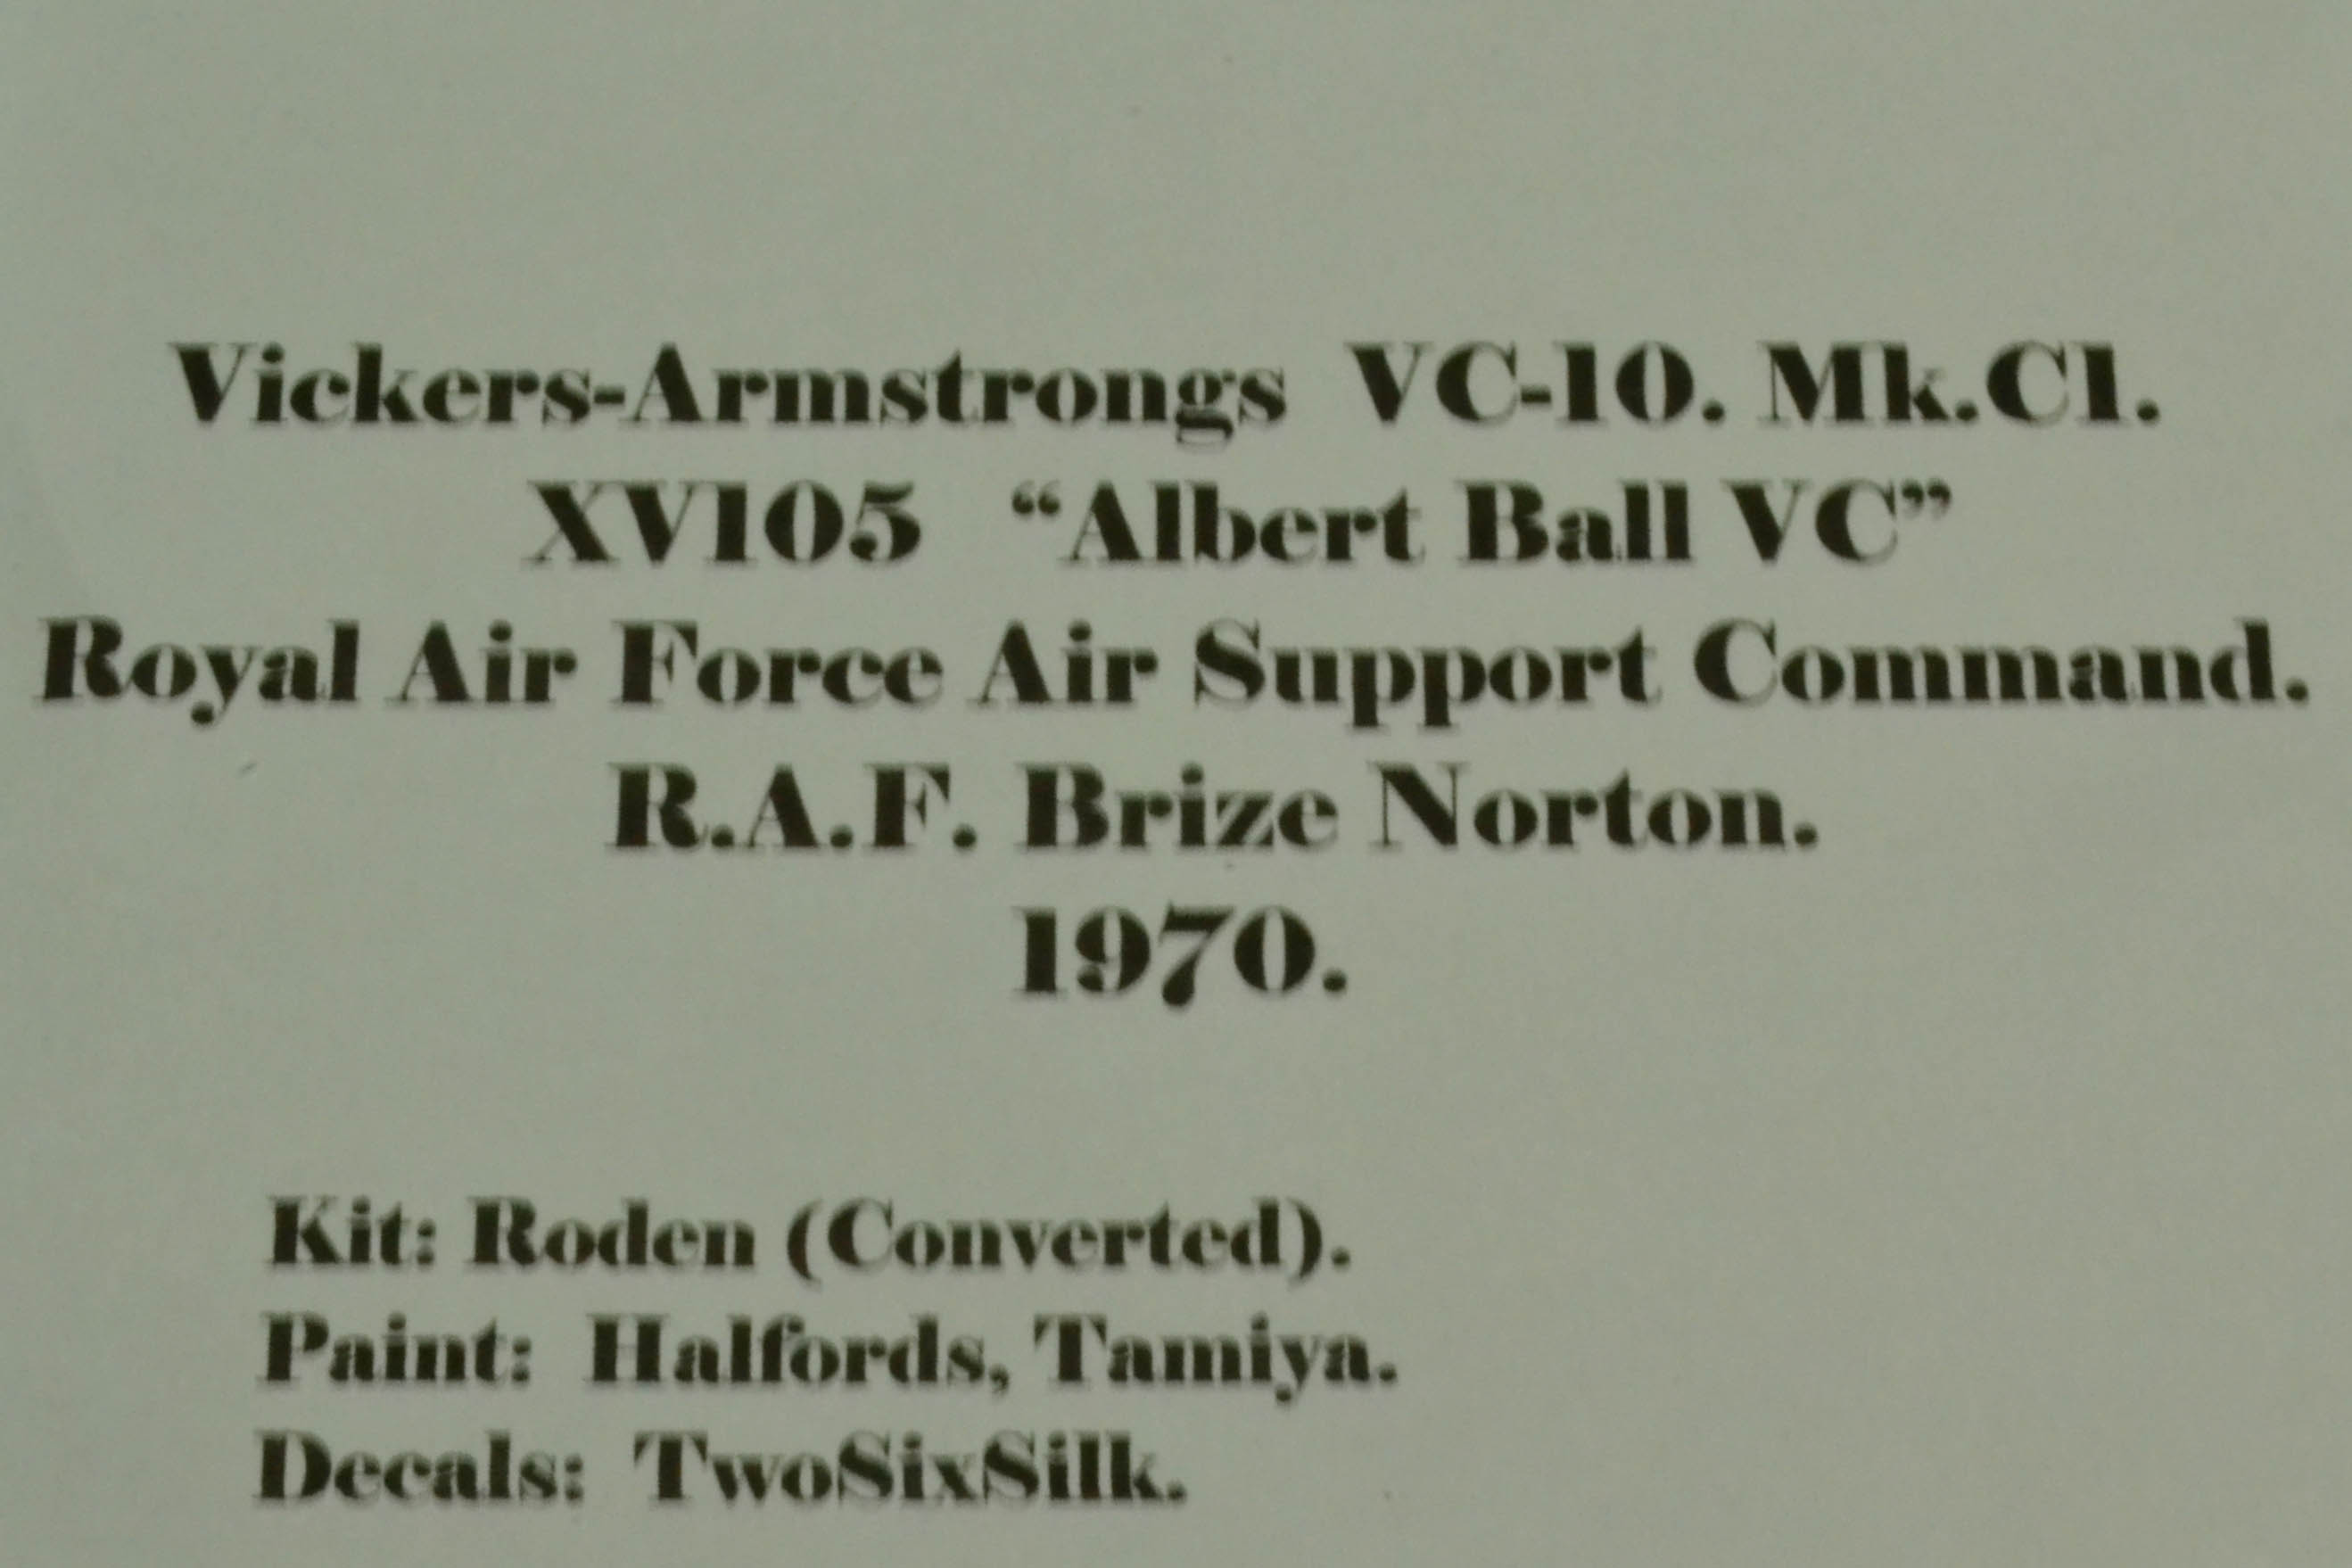 Vickers-Armstrongs VC-10. Mk.C1.
XV105 “Albert Ball VC”
Royal Air Force Air Support Command.
R.A.F. Brize Norton.
1970.
Kit: Roden (Converted).
Paint: Halfords, Tamiya.
Decals: TwoSixSilk.